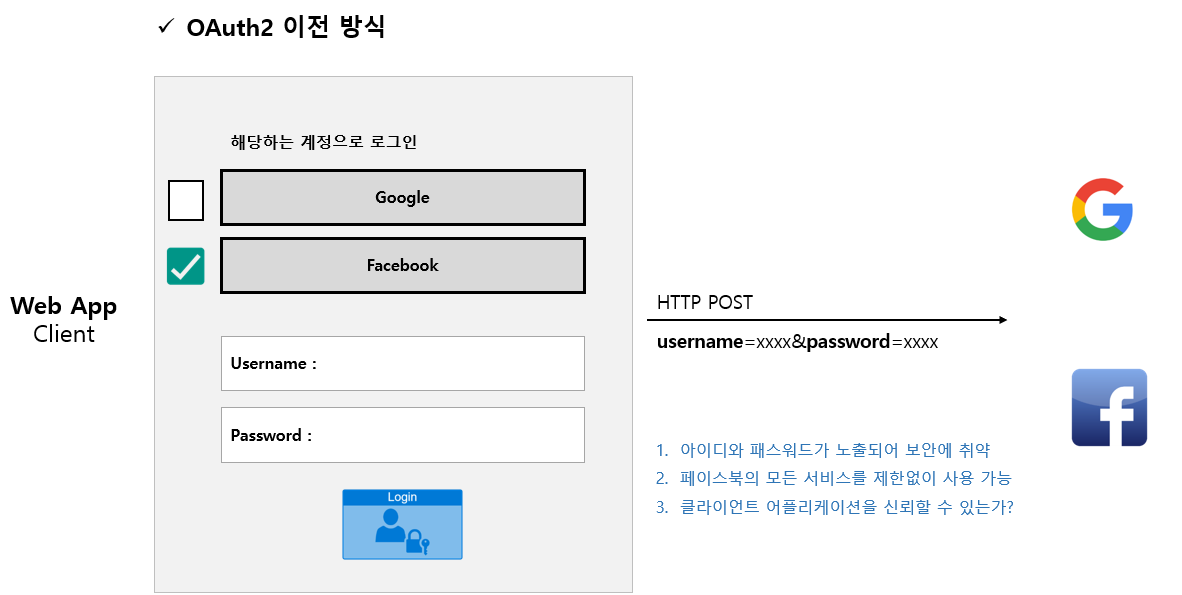 ✓ OAuth2 이전 방식
해당하는 계정으로 로그인
Google
Facebook
Web App
Client
Username :
Password :
Login
HTTP POST
username=xxxx&password=xxxx
1. 아이디와 패스워드가 노출되어 보안에 취약
2. 페이스북의 모든 서비스를 제한없이 사용 가능
3. 클라이언트 어플리케이션을 신뢰할 수 있는가?